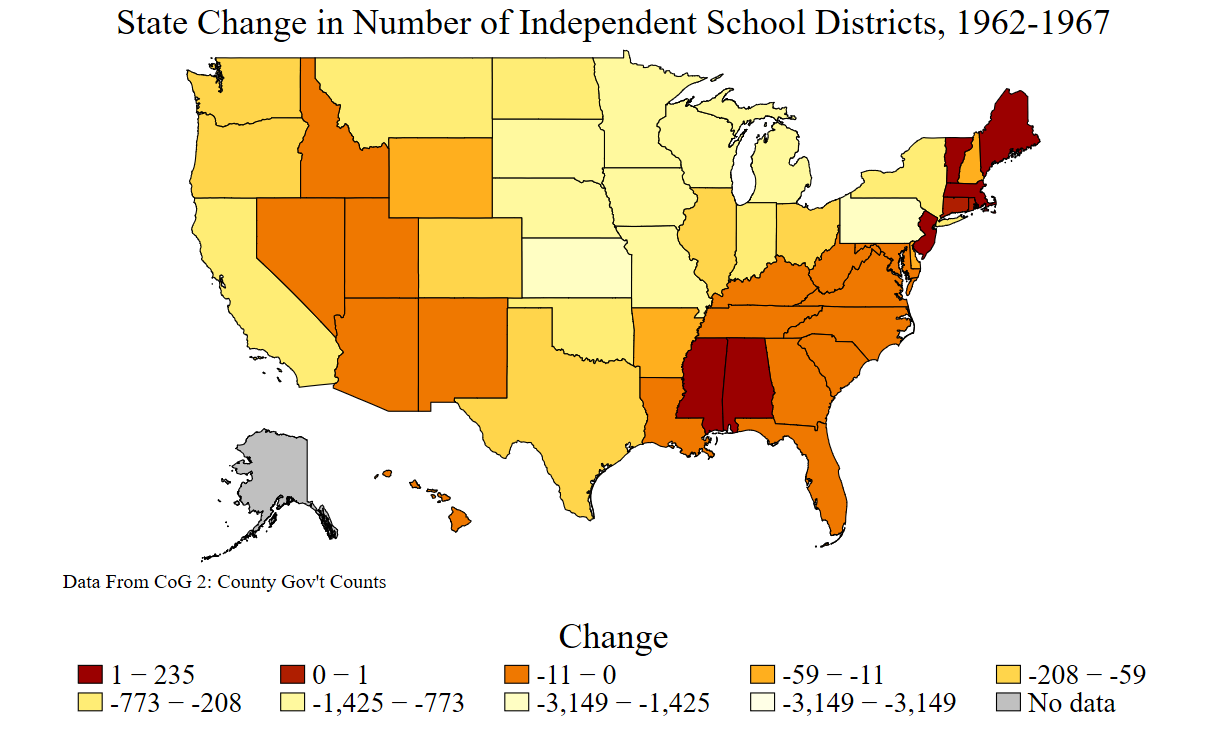 State Change in Number of Independent School Districts, 1962-1967
Data From CoG 2: County Gov't Counts
Change
1 − 235 0 − 1 -11 − 0 -59 − -11 -208 − -59
-773 − -208 -1,425 − -773 -3,149 − -1,425 -3,149 − -3,149 No data